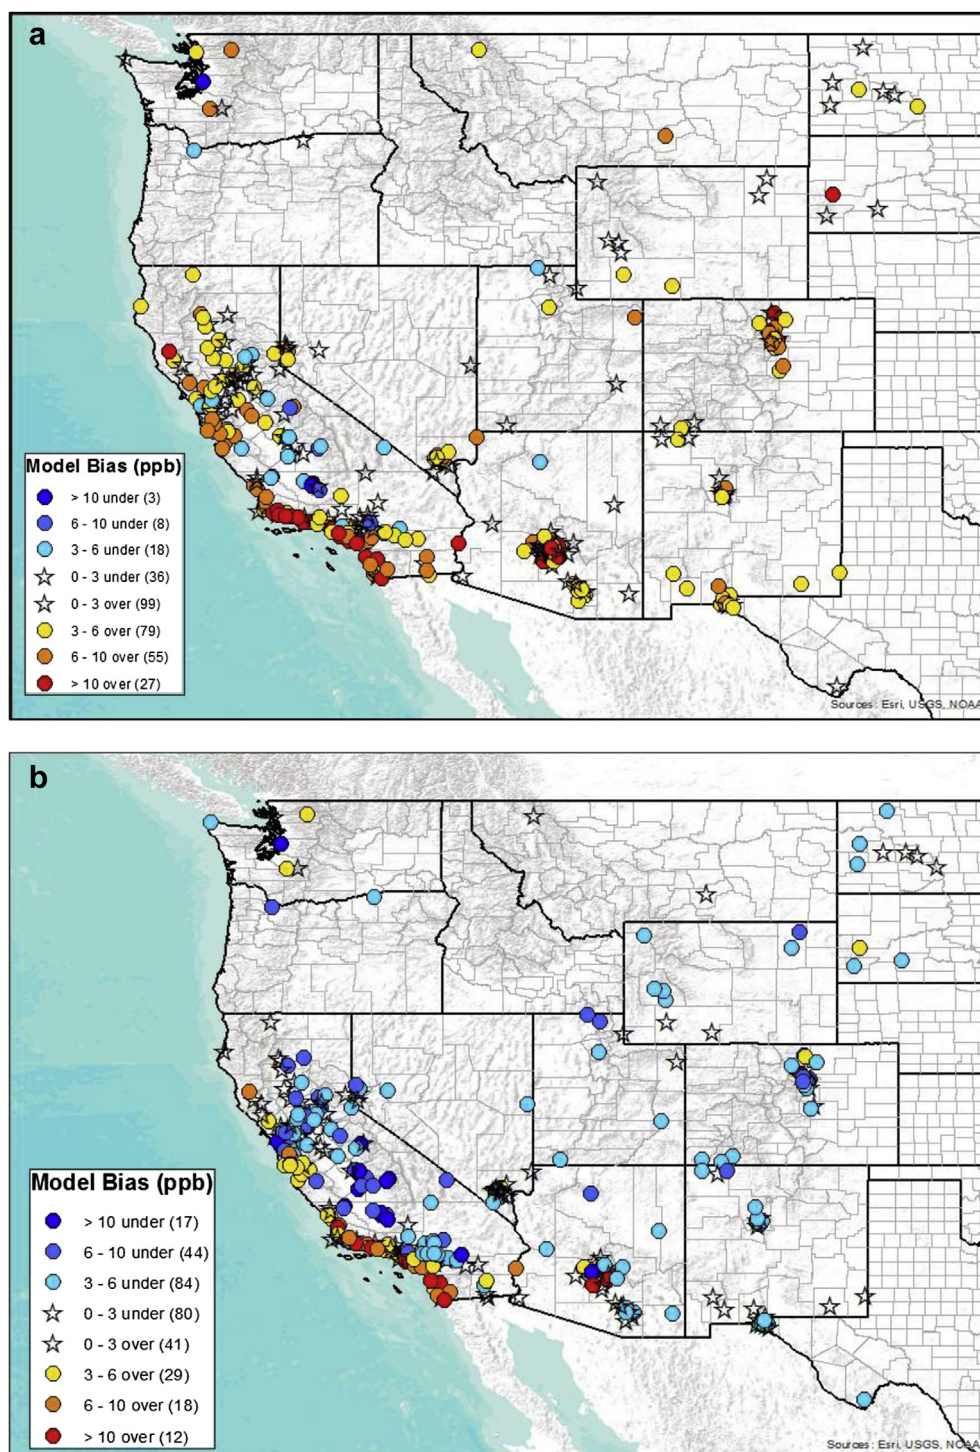 a
Model Bias (ppb)
> 10 under (3)
6 - 10 under (8)
3 - 6 under (18)
0 - 3 under (36)
0 - 3 over (99)
3 - 6 over (79)
6 - 10 over (55)
> 10 over (27)
Sources: Esri, USGS, NOAA
b
Model Bias (ppb)
> 10 under (17)
6 - 10 under (44)
3 - 6 under (84)
0 - 3 under (80)
0 - 3 over (41)
3 - 6 over (29)
6 - 10 over (18)
> 10 over (12)
Sources: Esri, USGS, NOAA